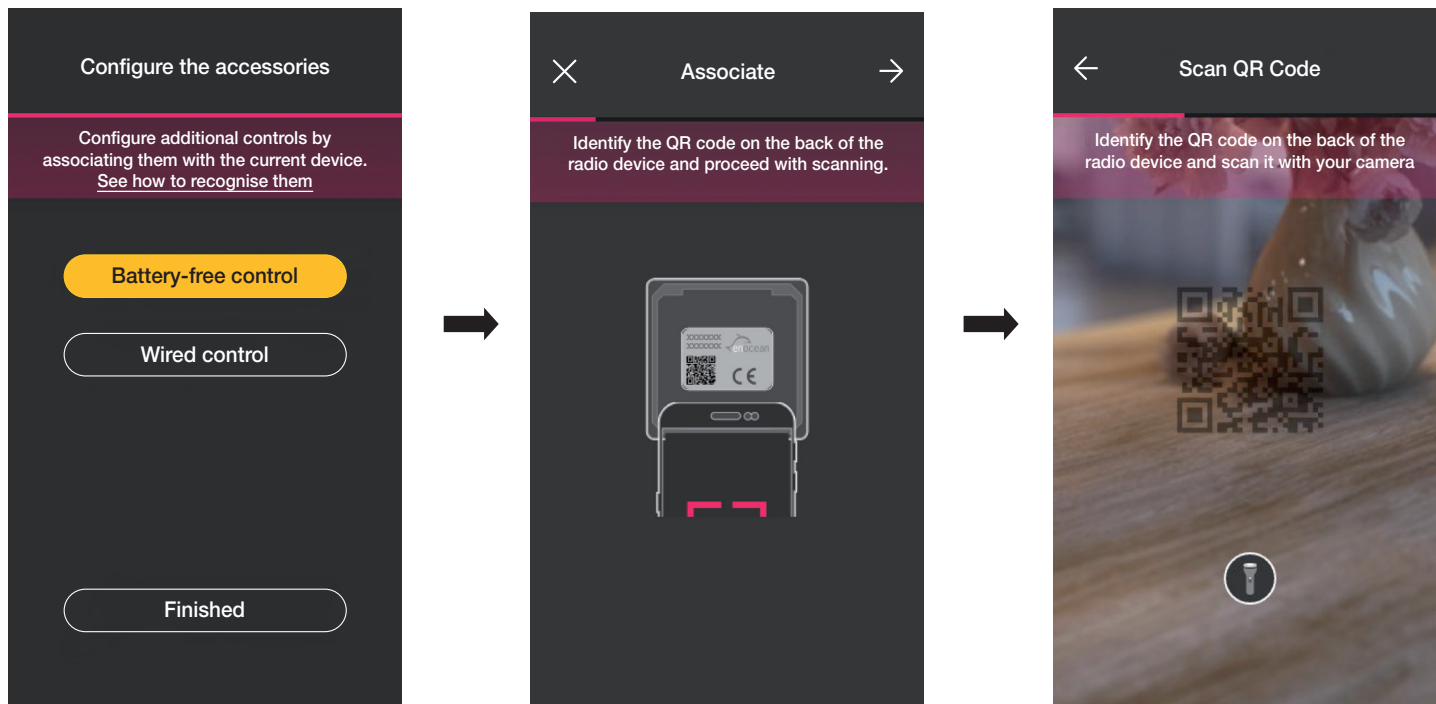 Configure the accessories
Configure additional controls by
associating them with the current device.
See how to recognise them
Battery-free control
Wired control
Finished
Associate
Identify the QR code on the back of the
radio device and proceed with scanning.
XXXXXXX
XXXXXXX
enocean
CE
Scan QR Code
Identify the QR code on the back of the
radio device and scan it with your camera